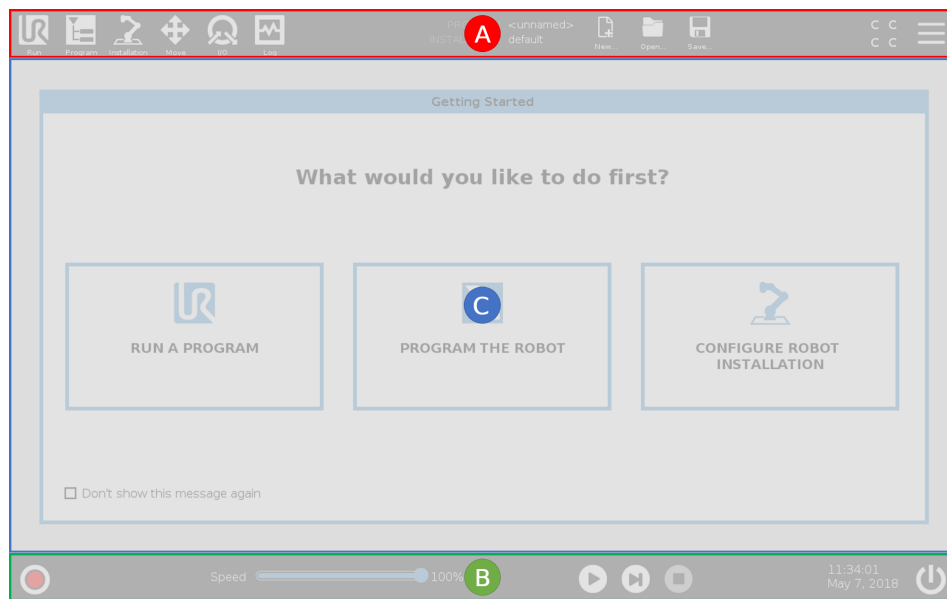 <unnamed>
default
A
C C
C C
Run
Program
Installation
Move
I/O
Log
New...
Open...
Save...
Getting Started
What would you like to do first?
C
RUN A PROGRAM
PROGRAM THE ROBOT
CONFIGURE ROBOT
INSTALLATION
Don't show this message again
Speed
100%
B
11:34:01
May 7, 2018